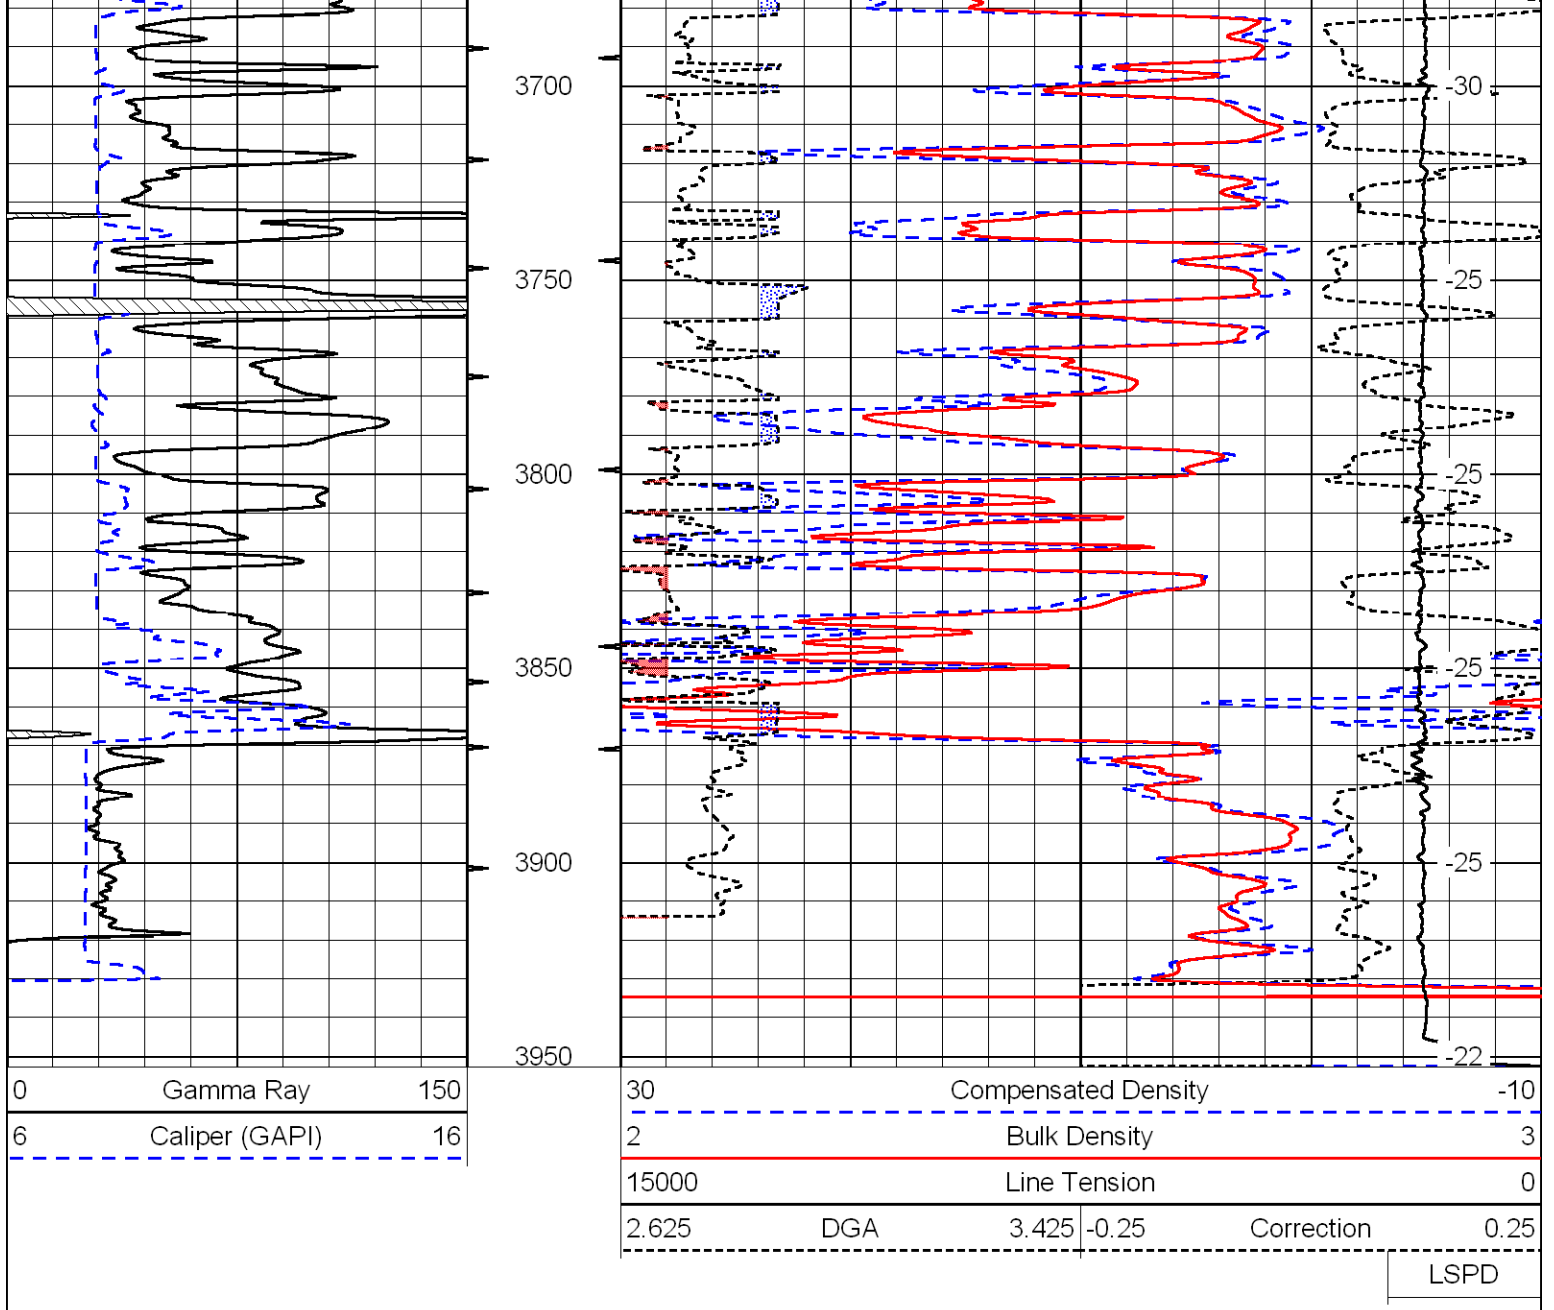 3700 -30
3750 -25
3800 -25
3850 -25
3900 -25
3950 -22
0 Gamma Ray 150
6 Caliper (GAPI) 16
30 Compensated Density -10
2 Bulk Density 3
15000 Line Tension 0
2.625 DGA 3.425 -0.25 Correction 0.25
LSPD